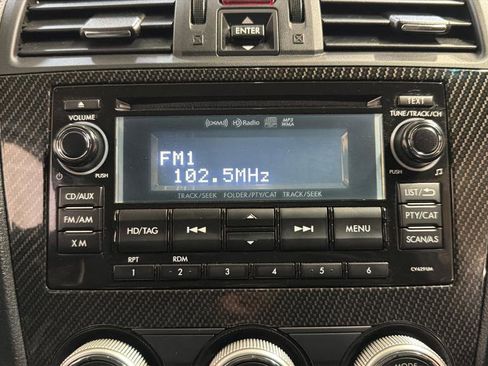 ENTER
TEXT
VOLUME
((XM)) HD Radio MP3 WMA
TUNE/TRACK/CH
PUSH
PUSH
FM1
102.5MHz
TRACK/SEEK FOLDER/PTY/CAT TRACK/SEEK
CD/AUX
LIST/
FM/AM
HD/TAG
MENU
PTY/CAT
XM
SCAN/AS
RPT RDM
1 2 3 4 5 6
CV629UM
MODE